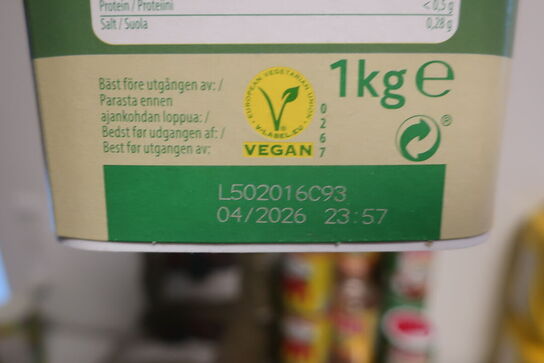 Protein / Proteiini < 0,5 g
Salt / Suola 0,28 g
Bäst före utgången av: /
Parasta ennen
ajankohdan loppua: /
Bedst før udgangen af: /
Best før utgangen av:
EUROPEAN VEGETARIAN UNION
V-LABEL.EU
VEGAN
0267
1kg e
®
L502016C93
04/2026 23:57